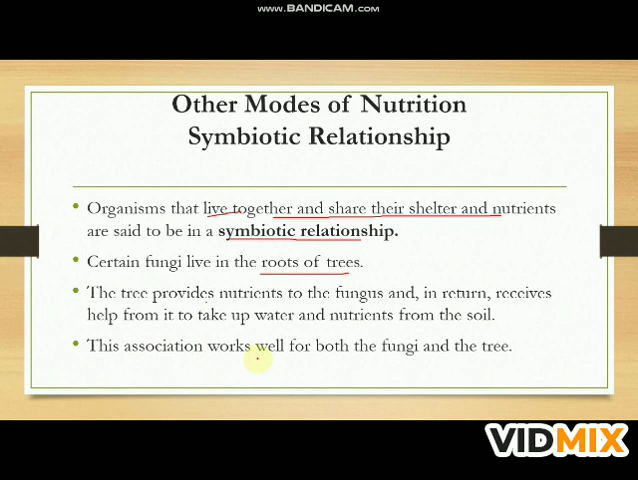 WWW.BANDICAM.COM
Other Modes of Nutrition
Symbiotic Relationship
• Organisms that live together and share their shelter and nutrients
are said to be in a symbiotic relationship.
• Certain fungi live in the roots of trees.
• The tree provides nutrients to the fungus and, in return, receives
help from it to take up water and nutrients from the soil.
• This association works well for both the fungi and the tree.
VIDMIX